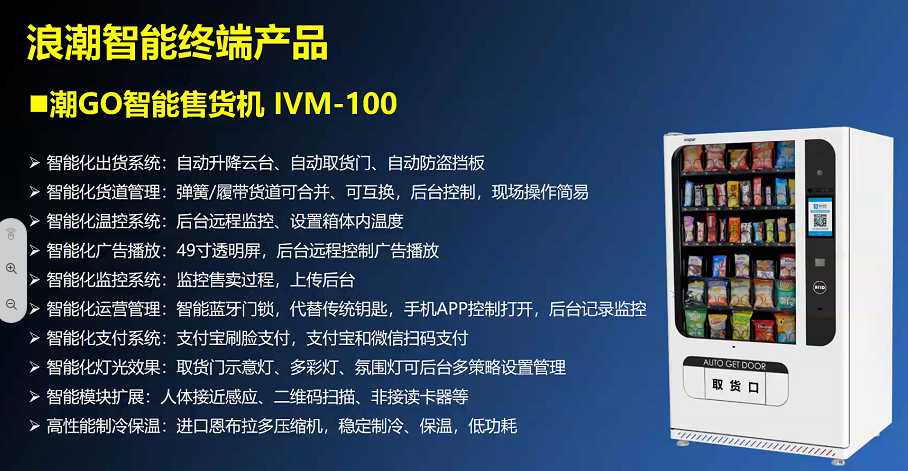 浪潮智能终端产品
■潮GO智能售货机 IVM-100
➢ 智能化出货系统：自动升降云台、自动取货门、自动防盗挡板
➢ 智能化货道管理：弹簧/履带货道可合并、可互换，后台控制，现场操作简易
➢ 智能化温控系统：后台远程监控、设置箱体内温度
➢ 智能化广告播放：49寸透明屏，后台远程控制广告播放
➢ 智能化监控系统：监控售卖过程，上传后台
➢ 智能化运营管理：智能蓝牙门锁，代替传统钥匙，手机APP控制打开，后台记录监控
➢ 智能化支付系统：支付宝刷脸支付，支付宝和微信扫码支付
➢ 智能化灯光效果：取货门示意灯、多彩灯、氛围灯可后台多策略设置管理
➢ 智能模块扩展：人体接近感应、二维码扫描、非接读卡器等
➢ 高性能制冷保温：进口恩布拉多压缩机，稳定制冷、保温，低功耗
RFID
AUTO GET DOOR
取货口